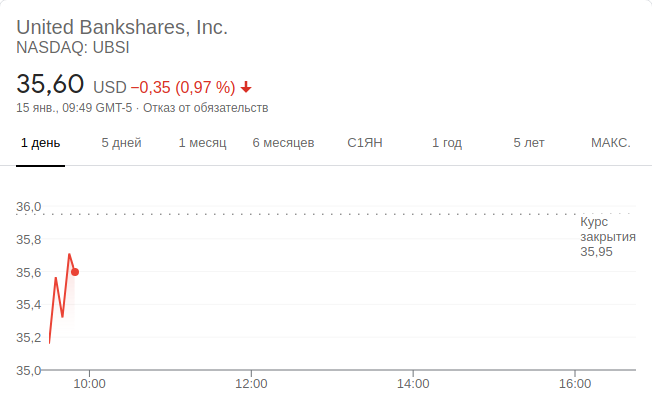 United Bankshares, Inc.
NASDAQ: UBSI
35,60 USD −0,35 (0,97 %)
15 янв., 09:49 GMT-5 · Отказ от обязательств
1 день 5 дней 1 месяц 6 месяцев С1ЯН 1 год 5 лет МАКС.
36,0
Курс
закрытия
35,95
35,8
35,6
35,4
35,2
35,0
10:00 12:00 14:00 16:00